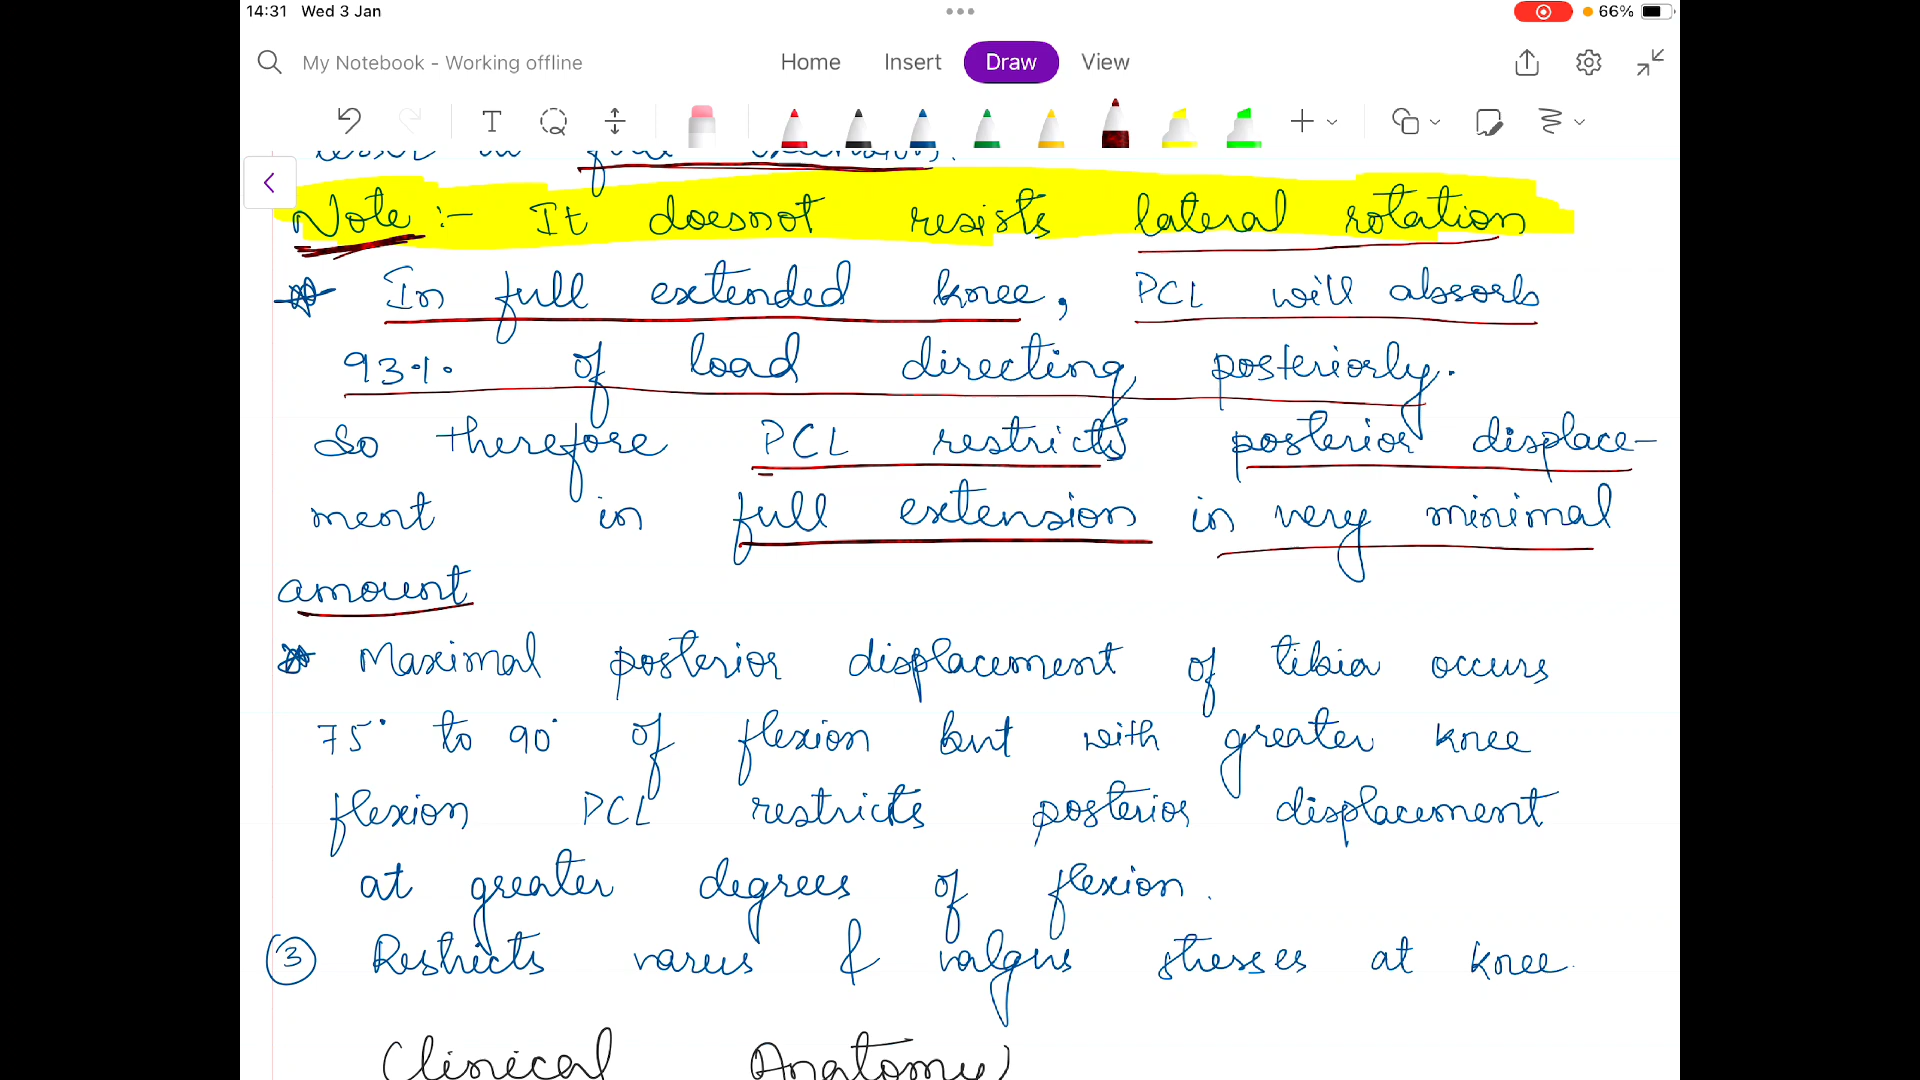 14:31 Wed 3 Jan
66%
My Notebook - Working offline
Home Insert Draw View
T
full extension.
Note :- It doesnot resists lateral rotation
In full extended knee, PCL will absorb
93% of load directing posteriorly.
So therefore PCL restricts posterior displace-
ment in full extension in very minimal
amount
Maximal posterior displacement of tibia occurs
75° to 90° of flexion but with greater knee
flexion PCL restricts posterior displacement
at greater degrees of flexion.
3 Restricts varus & valgus stresses at knee.
Clinical Anatomy